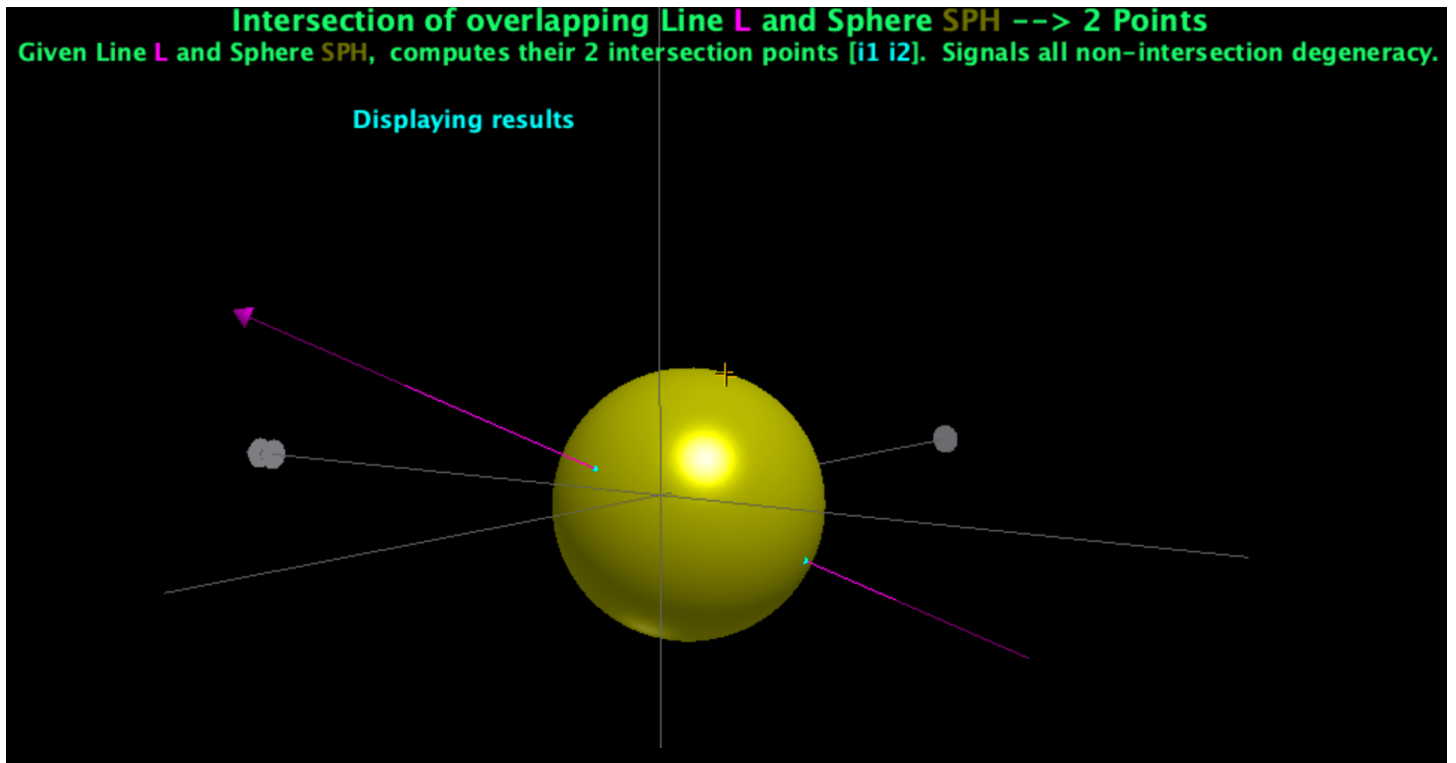 Intersection of overlapping Line L and Sphere SPH --> 2 Points
Given Line L and Sphere SPH, computes their 2 intersection points [i1 i2]. Signals all non-intersection degeneracy.
Displaying results